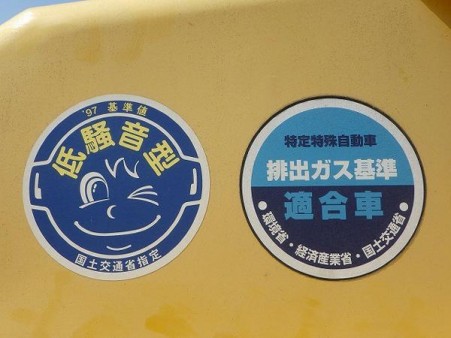 '97 基準値
低騒音型
国土交通省指定
特定特殊自動車
排出ガス基準
適合車
・環境省・経済産業省・国土交通省・